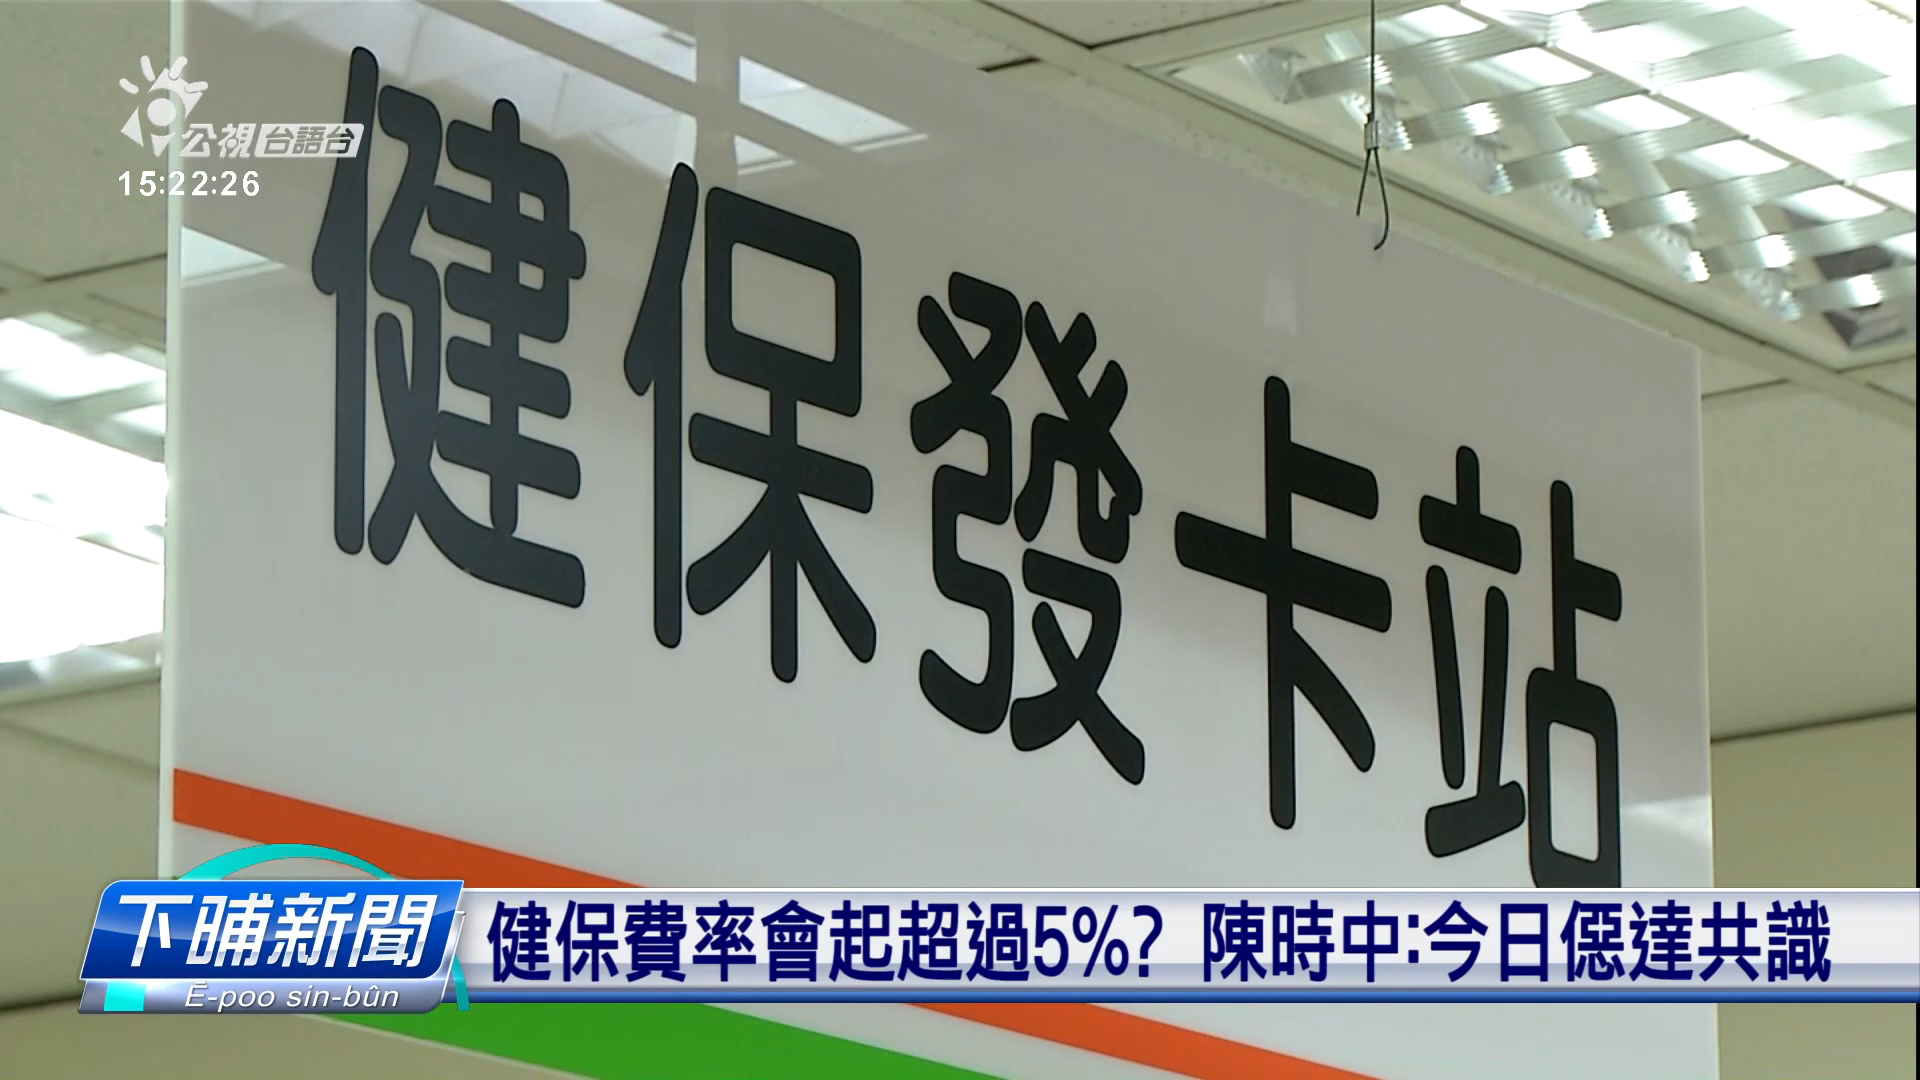 公視台語台
15:22:26
健保發卡站
下晡新聞
Ē-poo sin-bûn
健保費率會起超過5%? 陳時中:今日僫達共識